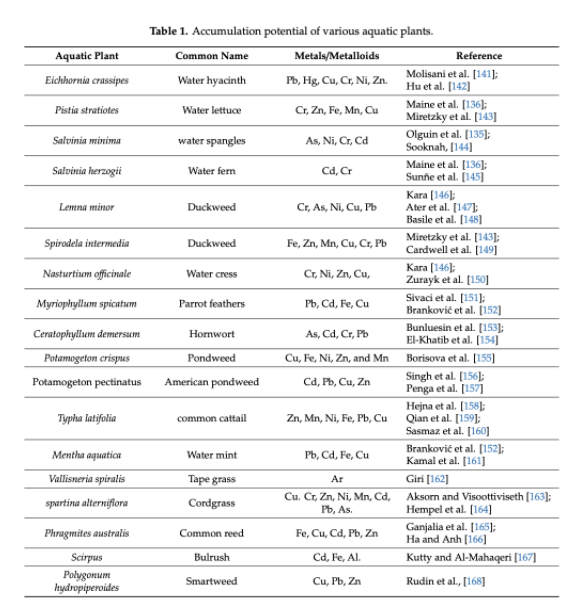 Table 1. Accumulation potential of various aquatic plants.
Aquatic Plant Common Name Metals/Metalloids Reference
Eichhornia crassipes Water hyacinth Pb, Hg, Cu, Cr, Ni, Zn. Molisani et al. [141];
Hu et al. [142]
Pistia stratiotes Water lettuce Cr, Zn, Fe, Mn, Cu Maine et al. [136];
Miretzky et al. [143]
Salvinia minima water spangles As, Ni, Cr, Cd Olguin et al. [135];
Sooknah, [144]
Salvinia herzogii Water fern Cd, Cr Maine et al. [136];
Sunñe et al. [145]
Lemna minor Duckweed Cr, As, Ni, Cu, Pb Kara [146];
Ater et al. [147];
Basile et al. [148]
Spirodela intermedia Duckweed Fe, Zn, Mn, Cu, Cr, Pb Miretzky et al. [143];
Cardwell et al. [149]
Nasturtium officinale Water cress Cr, Ni, Zn, Cu, Kara [146];
Zurayk et al. [150]
Myriophyllum spicatum Parrot feathers Pb, Cd, Fe, Cu Sivaci et al. [151];
Branković et al. [152]
Ceratophyllum demersum Hornwort As, Cd, Cr, Pb Bunluesin et al. [153];
El-Khatib et al. [154]
Potamogeton crispus Pondweed Cu, Fe, Ni, Zn, and Mn Borisova et al. [155]
Potamogeton pectinatus American pondweed Cd, Pb, Cu, Zn Singh et al. [156];
Penga et al. [157]
Typha latifolia common cattail Zn, Mn, Ni, Fe, Pb, Cu Hejna et al. [158];
Qian et al. [159];
Sasmaz et al. [160]
Mentha aquatica Water mint Pb, Cd, Fe, Cu Branković et al. [152];
Kamal et al. [161]
Vallisneria spiralis Tape grass Ar Giri [162]
spartina alterniflora Cordgrass Cu. Cr, Zn, Ni, Mn, Cd, Aksorn and Visoottiviseth [163];
Pb, As. Hempel et al. [164]
Phragmites australis Common reed Fe, Cu, Cd, Pb, Zn Ganjalia et al. [165];
Ha and Anh [166]
Scirpus Bulrush Cd, Fe, Al. Kutty and Al-Mahaqeri [167]
Polygonum
hydropiperoides Smartweed Cu, Pb, Zn Rudin et al., [168]